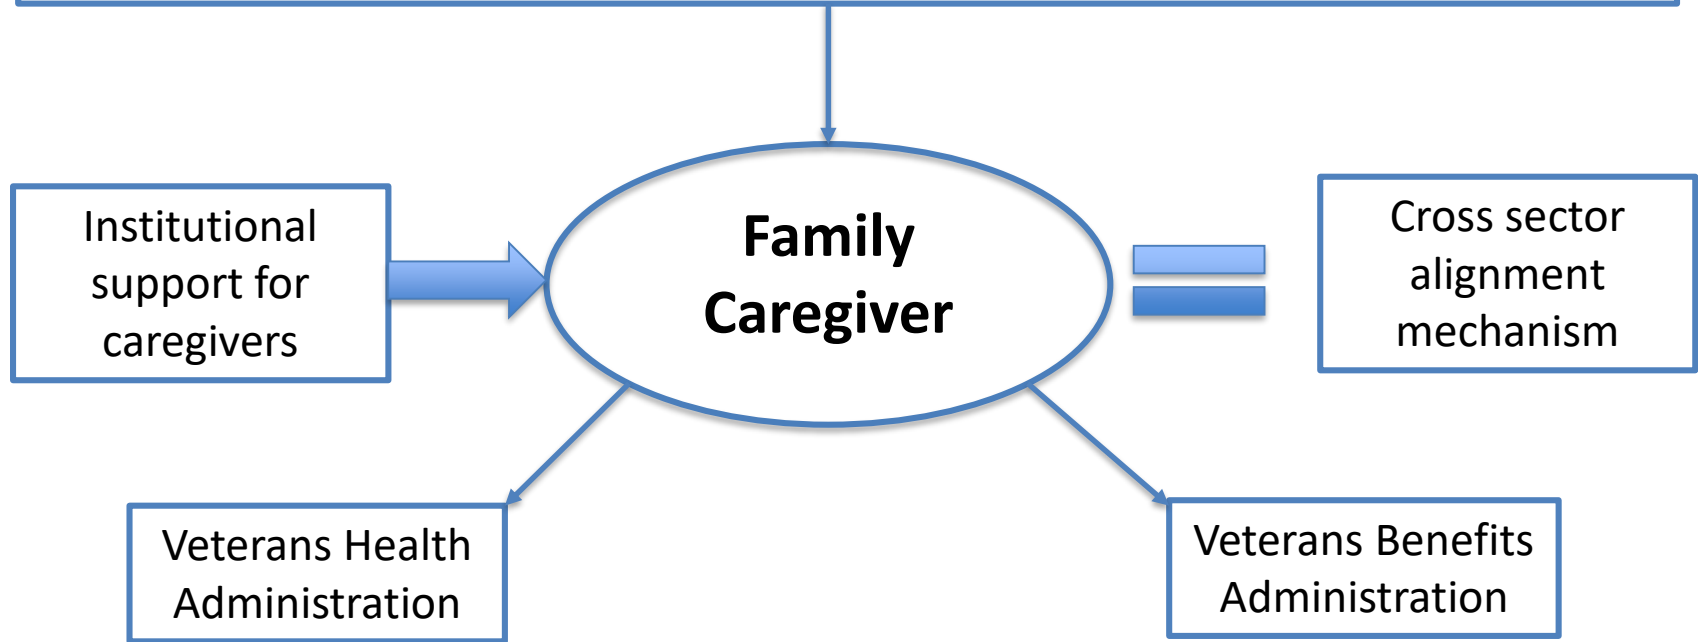 Institutional
support for
caregivers
Family
Caregiver
Cross sector
alignment
mechanism
Veterans Health
Administration
Veterans Benefits
Administration